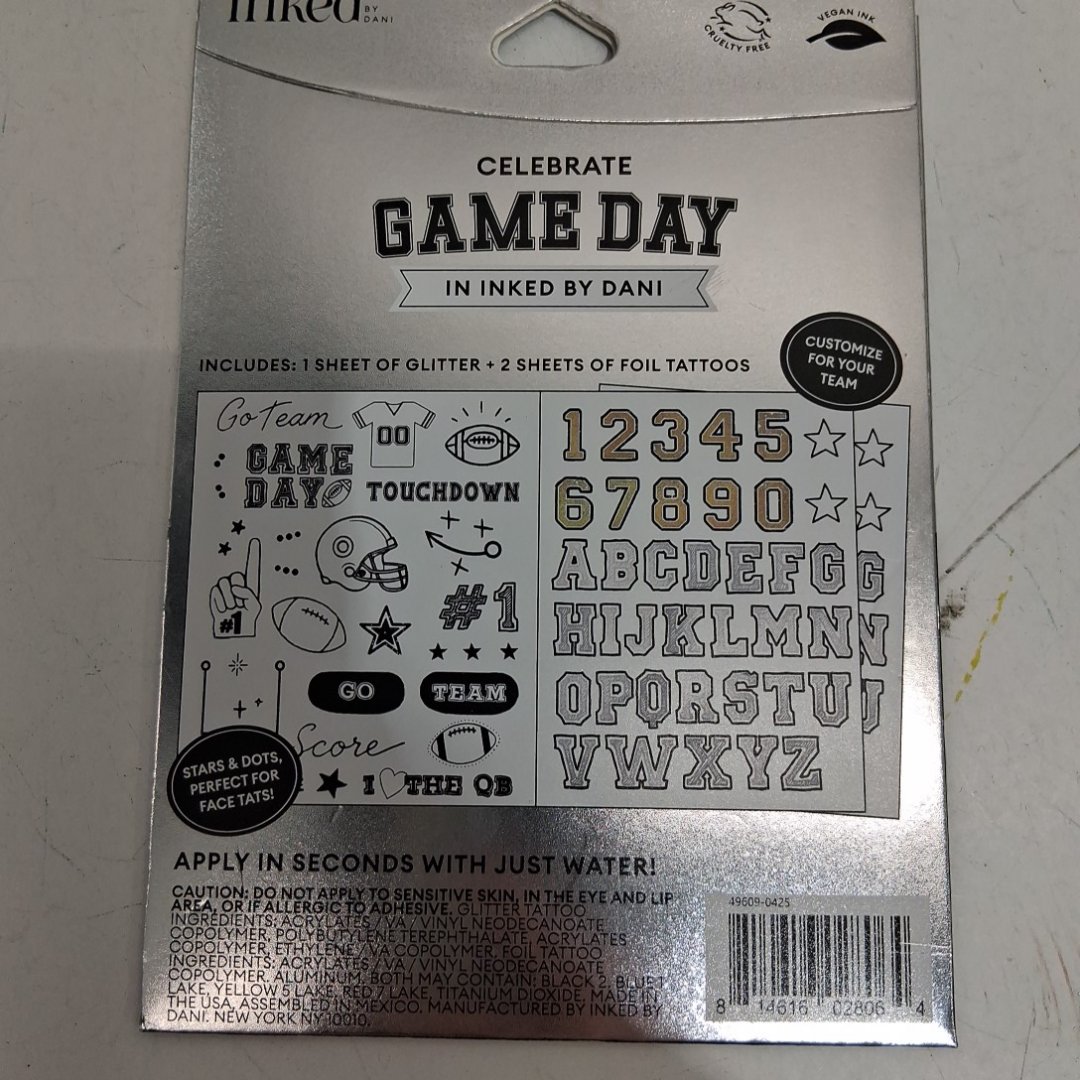 Inked BY
DANI
CRUELTY FREE
VEGAN INK
CELEBRATE
GAME DAY
IN INKED BY DANI
INCLUDES: 1 SHEET OF GLITTER + 2 SHEETS OF FOIL TATTOOS
CUSTOMIZE
FOR YOUR
TEAM
Go Team
00
GAME
DAY
TOUCHDOWN
#1
#1
GO
TEAM
Score
I THE QB
STARS & DOTS,
PERFECT FOR
FACE TATS!
12345
67890
ABCDEFG
G
HIJKLMN
N
OPQRSTU
U
VWXYZ
APPLY IN SECONDS WITH JUST WATER!
CAUTION: DO NOT APPLY TO SENSITIVE SKIN, IN THE EYE AND LIP
AREA, OR IF ALLERGIC TO ADHESIVE. GLITTER TATTOO
INGREDIENTS: ACRYLATES / VA / VINYL NEODECANOATE
COPOLYMER, POLYBUTYLENE TEREPHTHALATE, ACRYLATES
COPOLYMER, ETHYLENE/VA COPOLYMER. FOIL TATTOO
INGREDIENTS: ACRYLATES / VA / VINYL NEODECANOATE
COPOLYMER, ALUMINUM. BOTH MAY CONTAIN: BLACK 2, BLUE 1
LAKE, YELLOW 5 LAKE, RED 7 LAKE, TITANIUM DIOXIDE. MADE IN
THE USA, ASSEMBLED IN MEXICO. MANUFACTURED BY INKED BY
DANI. NEW YORK NY 10010.
49609-0425
8 14616 02806 4